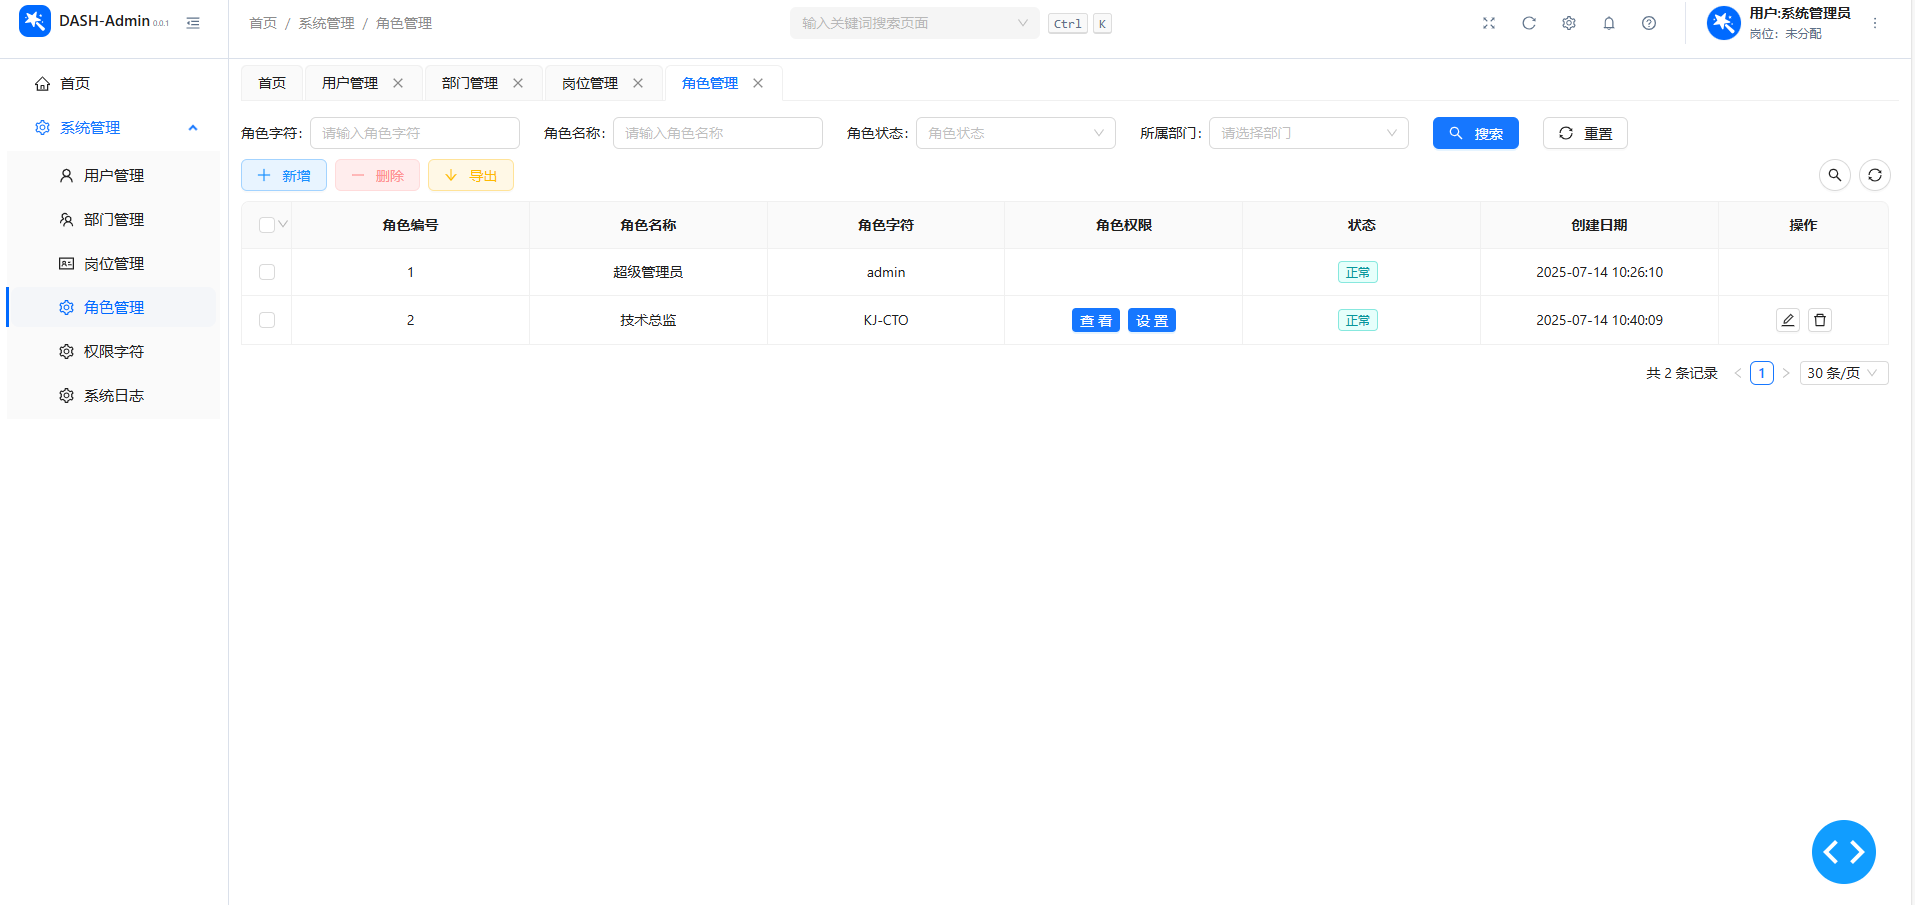 DASH-Admin 0.0.1
首页 / 系统管理 / 角色管理
输入关键词搜索页面
Ctrl K
用户:系统管理员
岗位：未分配
首页
系统管理
用户管理
部门管理
岗位管理
角色管理
权限字符
系统日志
首页 用户管理 部门管理 岗位管理 角色管理
角色字符: 请输入角色字符 角色名称: 请输入角色名称 角色状态: 角色状态 所属部门: 请选择部门 搜索 重置
新增 删除 导出
角色编号 角色名称 角色字符 角色权限 状态 创建日期 操作
1 超级管理员 admin 正常 2025-07-14 10:26:10
2 技术总监 KJ-CTO 查看 设置 正常 2025-07-14 10:40:09
共 2 条记录 1 30 条/页